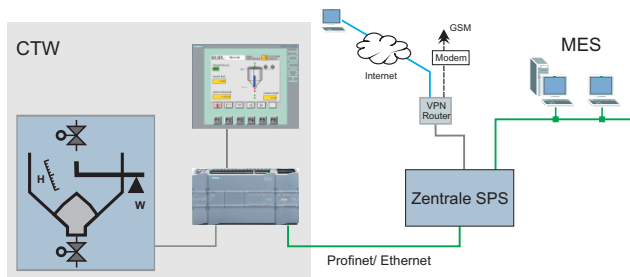 CTW
GSM
MES
Modem
Internet
VPN
Router
H
W
Zentrale SPS
Profinet/ Ethernet